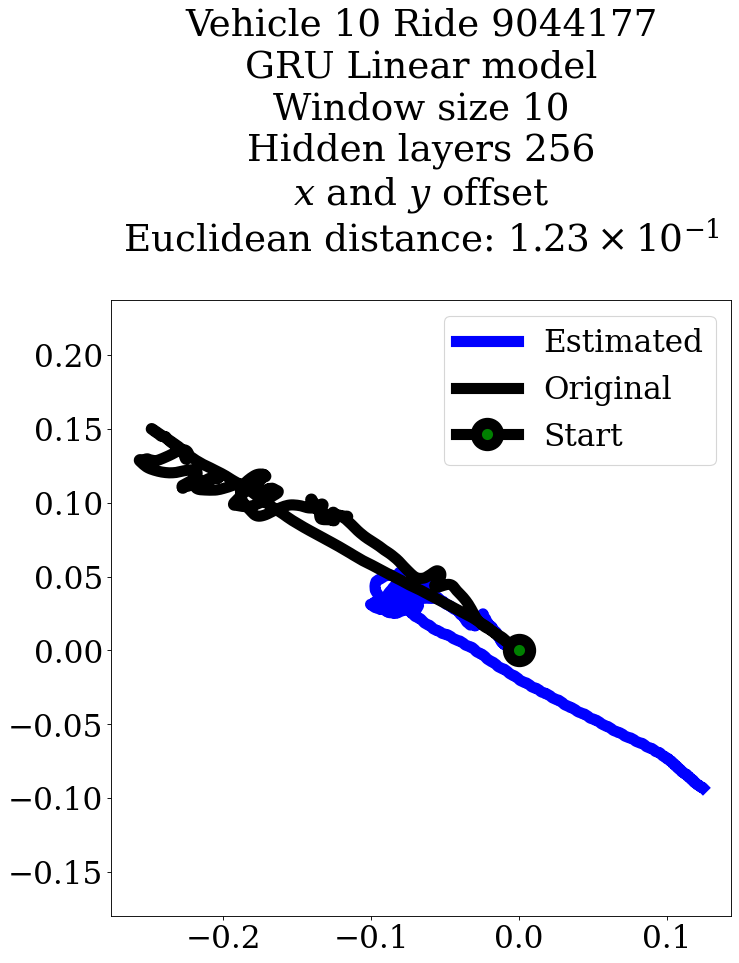 Vehicle 10 Ride 9044177
GRU Linear model
Window size 10
Hidden layers 256
x and y offset
Euclidean distance: 1.23 × 10⁻¹
Estimated
Original
Start
0.20
0.15
0.10
0.05
0.00
−0.05
−0.10
−0.15
−0.2 −0.1 0.0 0.1